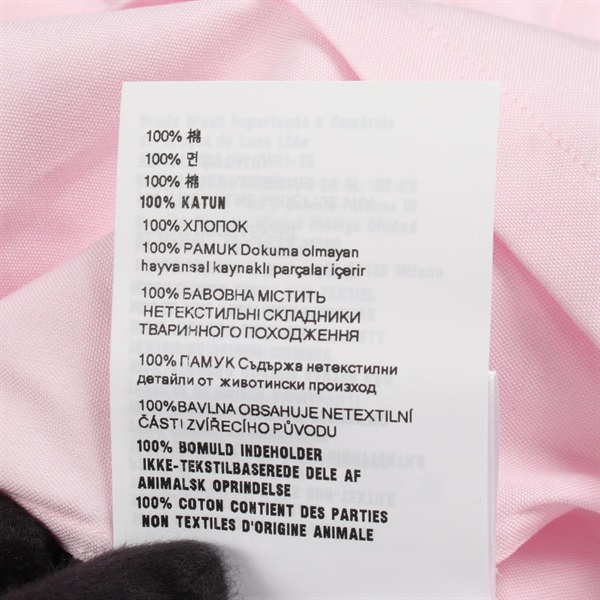 100% 棉
100% 면
100% 棉
100% KATUN
100% ХЛОПОК
100% PAMUK Dokuma olmayan
hayvansal kaynaklı parçalar içerir
100% БАВОВНА МІСТИТЬ
НЕТЕКСТИЛЬНІ СКЛАДНИКИ
ТВАРИННОГО ПОХОДЖЕННЯ
100% ПАМУК Съдържа нетекстилни
детайли от животински произход
100%BAVLNA OBSAHUJE NETEXTILNÍ
ČÁSTI ZVÍŘECÍHO PŮVODU
100% BOMULD INDEHOLDER
IKKE-TEKSTILBASEREDE DELE AF
ANIMALSK OPRINDELSE
100% COTON CONTIENT DES PARTIES
NON TEXTILES D'ORIGINE ANIMALE